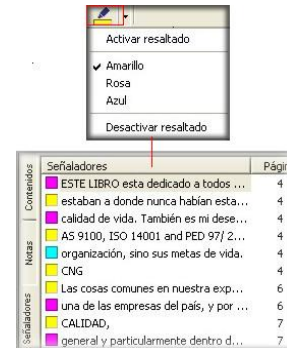 Activar resaltado
Amarillo
Rosa
Azul
Desactivar resaltado
Contenidos
Notas
Señaladores
Señaladores Págin
ESTE LIBRO esta dedicado a todos ... 4
estaban a donde nunca habían esta... 4
calidad de vida. También es mi dese... 4
AS 9100, ISO 14001 and PED 97/ 2... 4
organización, sino sus metas de vida. 4
CNG 4
Las cosas comunes en nuestra exp... 6
una de las empresas del país, y por ... 6
CALIDAD, 7
general y particularmente dentro d... 7